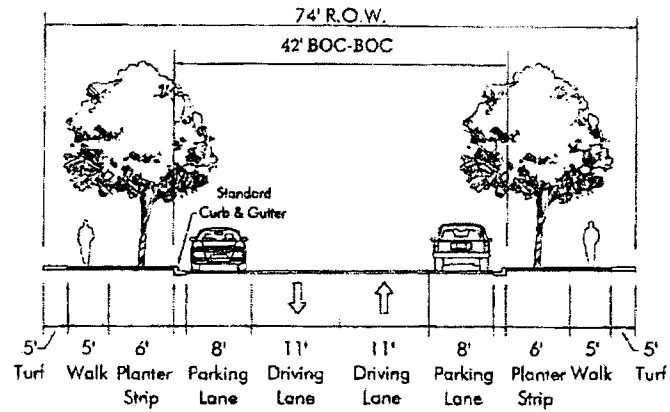 74' R.O.W.
42' BOC-BOC
Standard
Curb & Gutter
5' 5' 6' 8' 11' 11' 8' 6' 5' 5'
Turf Walk Planter Parking Driving Driving Parking Planter Walk Turf
Strip Lane Lane Lane Lane Strip